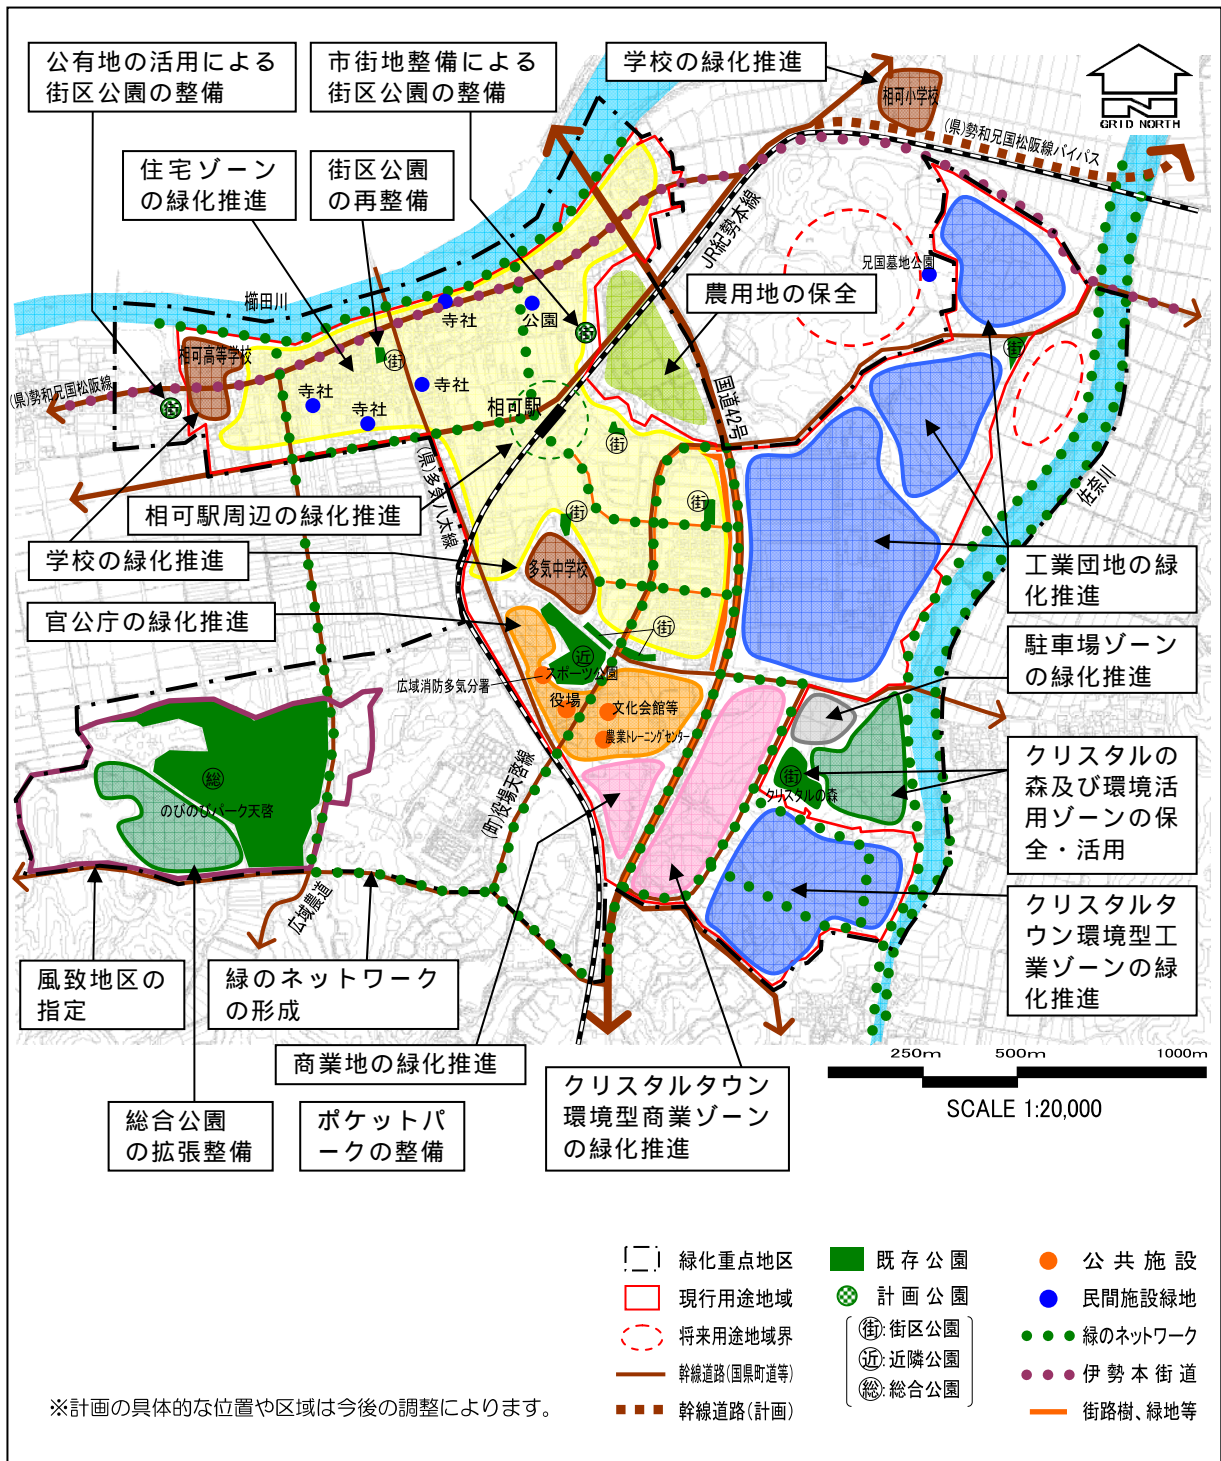 公有地の活用による
街区公園の整備
市街地整備による
街区公園の整備
学校の緑化推進
相可小学校
GRID NORTH
(県)勢和兄国松阪線バイパス
住宅ゾーン
の緑化推進
街区公園
の再整備
JR紀勢本線
兄国墓地公園
農用地の保全
櫛田川
寺社
公園
街
相可高等学校
街
街
(県)勢和兄国松阪線
街
寺社
寺社
寺社
相可駅
国道42号
街
佐奈川
(県)多気八太線
相可駅周辺の緑化推進
街
街
学校の緑化推進
多気中学校
工業団地の緑
化推進
官公庁の緑化推進
街
駐車場ゾーン
の緑化推進
近
スポーツ公園
広域消防多気分署
役場
文化会館等
農業トレーニングセンター
クリスタルの
森及び環境活
用ゾーンの保
全・活用
総
のびのびパーク天啓
街
クリスタルの森
(町)役場天啓線
広域農道
クリスタルタ
ウン環境型工
業ゾーンの緑
化推進
風致地区の
指定
緑のネットワーク
の形成
商業地の緑化推進
250m 500m 1000m
SCALE 1:20,000
クリスタルタウン
環境型商業ゾーン
の緑化推進
総合公園
の拡張整備
ポケットパ
ークの整備
緑化重点地区
現行用途地域
将来用途地域界
幹線道路(国県町道等)
幹線道路(計画)
既存公園
計画公園
街:街区公園
近:近隣公園
総:総合公園
公共施設
民間施設緑地
緑のネットワーク
伊勢本街道
街路樹、緑地等
※計画の具体的な位置や区域は今後の調整によります。